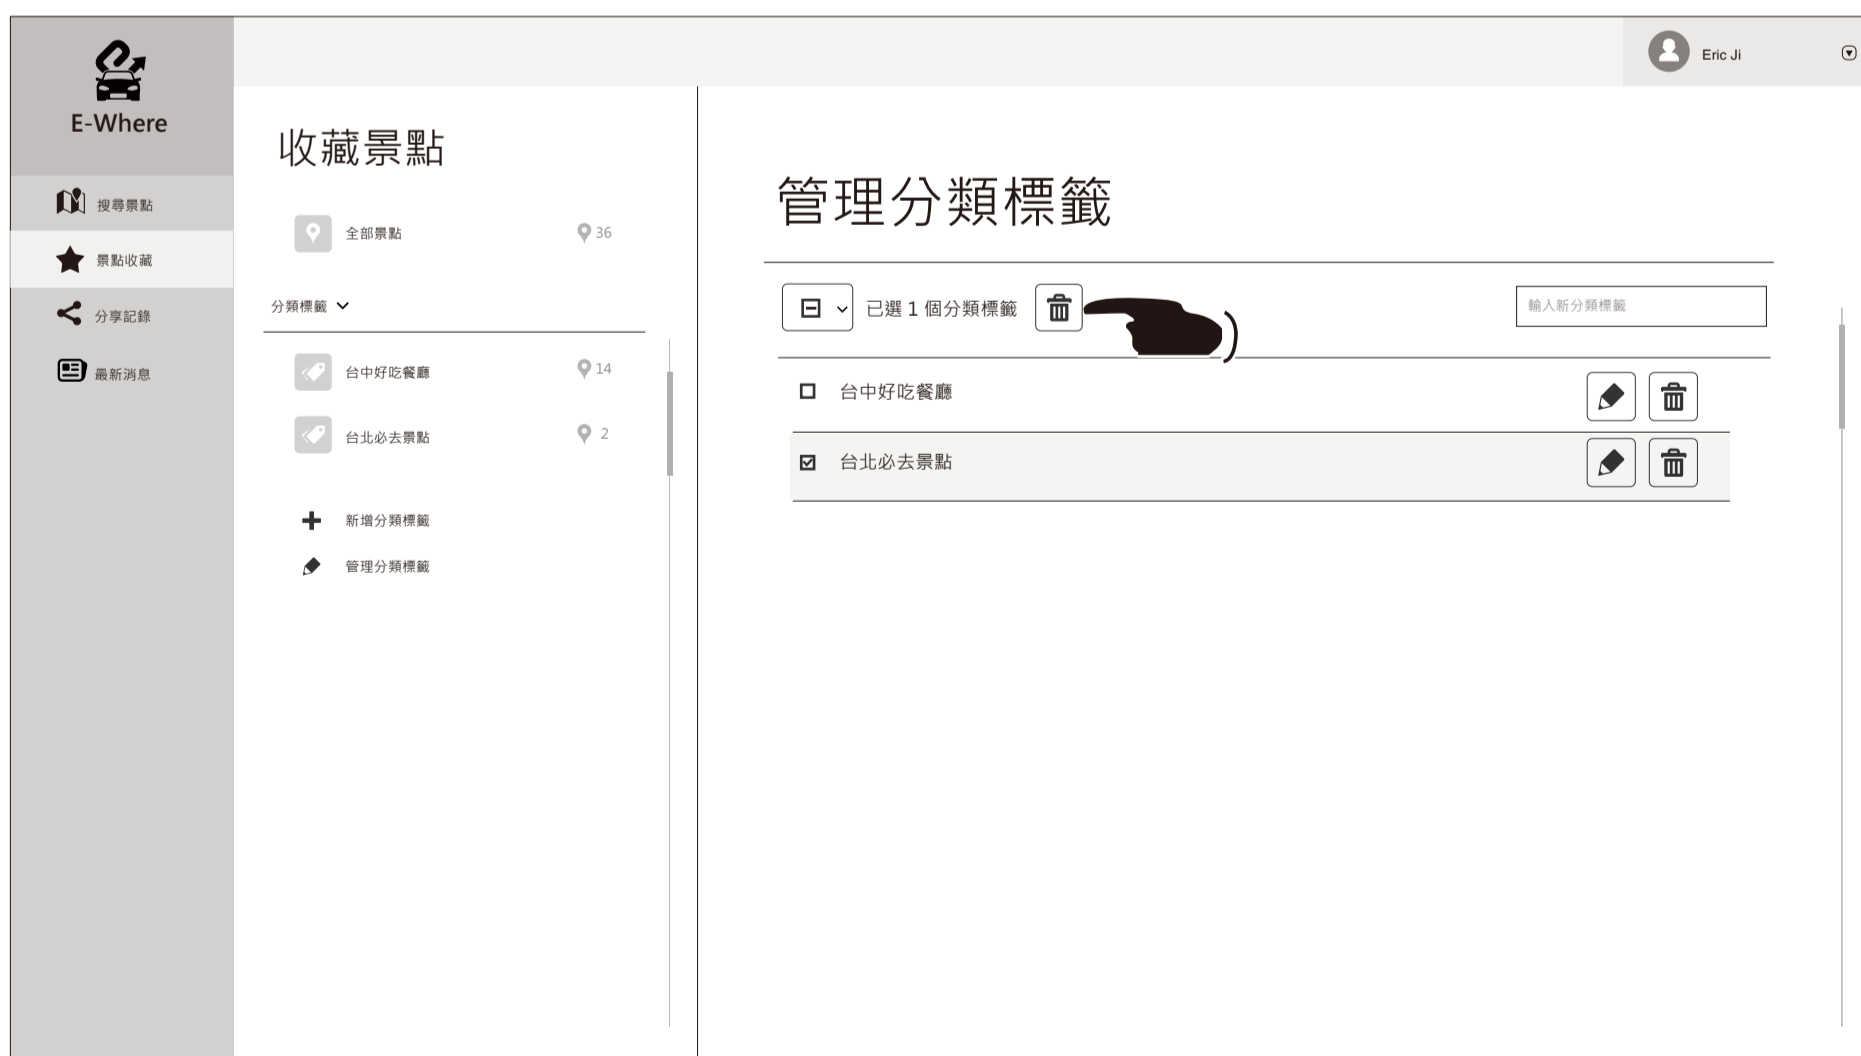 E-Where
Eric Ji
搜尋景點
景點收藏
分享記錄
最新消息
收藏景點
全部景點 36
分類標籤
台中好吃餐廳 14
台北必去景點 2
新增分類標籤
管理分類標籤
管理分類標籤
已選 1 個分類標籤
輸入新分類標籤
台中好吃餐廳
台北必去景點